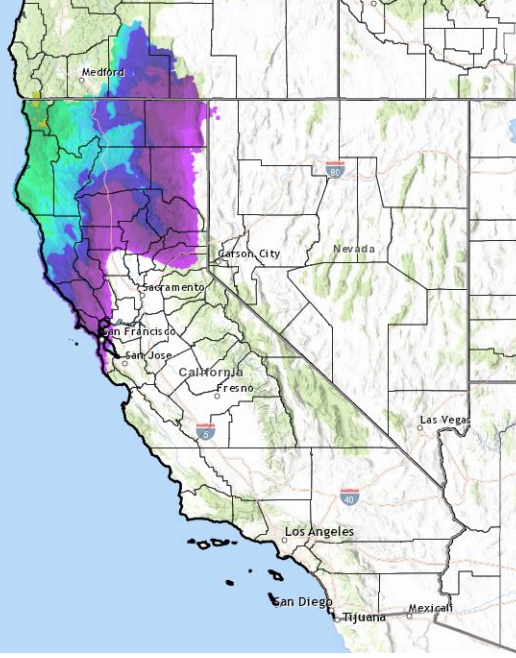 Medford
80
Nevada
Carson City
Sacramento
San Francisco
San Jose
California
Fresno
5
Las Vegas
40
Los Angeles
San Diego
Tijuana
Mexicali